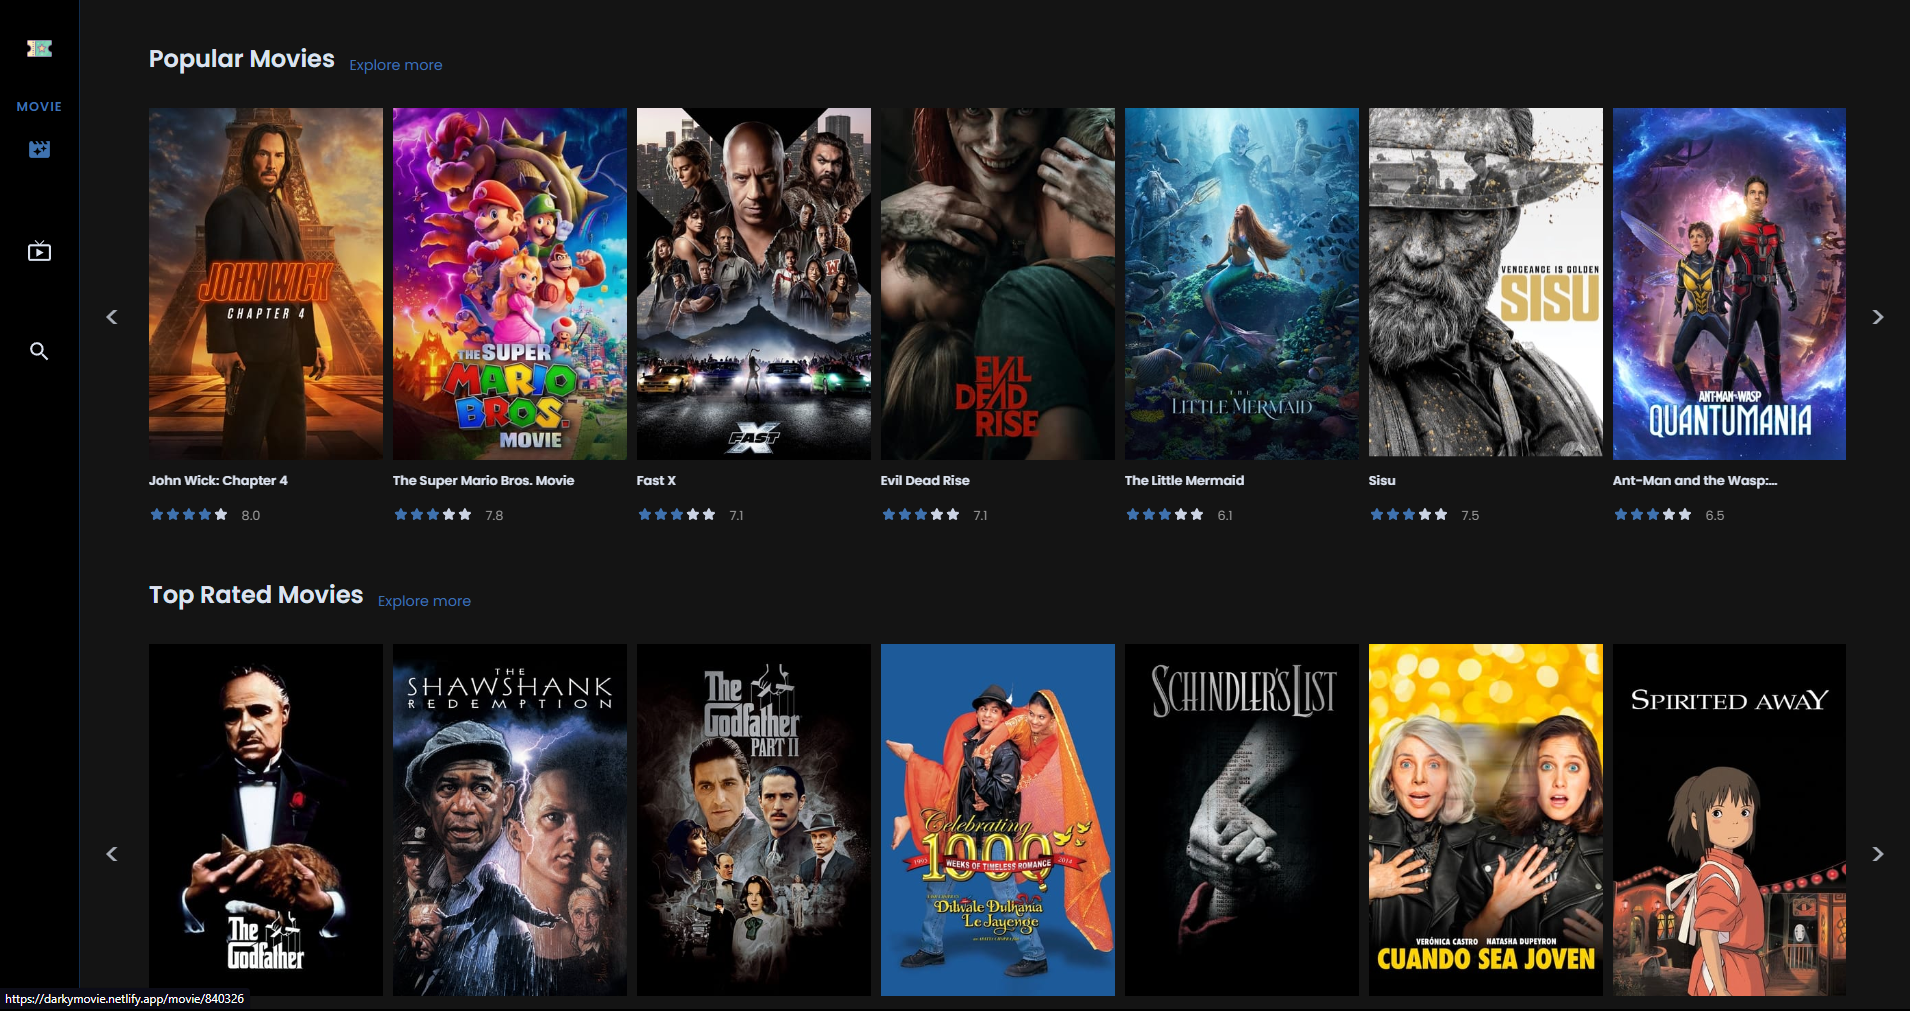 Popular Movies Explore more
MOVIE
JOHN WICK
CHAPTER 4
THE SUPER
MARIO
BROS.
MOVIE
W
FAST
X
EVIL
DEAD
RISE
THE
LITTLE MERMAID
VENGEANCE IS GOLDEN
SISU
ANT-MAN AND THE WASP
QUANTUMANIA
John Wick: Chapter 4
The Super Mario Bros. Movie
Fast X
Evil Dead Rise
The Little Mermaid
Sisu
Ant-Man and the Wasp:...
8.0
7.8
7.1
7.1
6.1
7.5
6.5
Top Rated Movies Explore more
The
Godfather
THE
SHAWSHANK
REDEMPTION
The
Godfather
PART II
Celebrating
1000
1995 WEEKS OF TIMELESS ROMANCE 2014
Dilwale Dulhania
Le Jayenge
SCHINDLER'S LIST
VERÓNICA CASTRO NATASHA DUPEYRÓN
CUANDO SEA JOVEN
SPIRITED AWAY
https://darkymovie.netlify.app/movie/840326